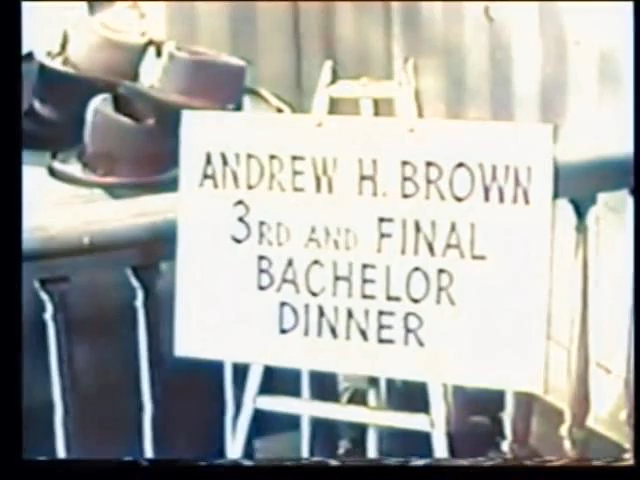 ANDREW H. BROWN
3RD AND FINAL
BACHELOR
DINNER